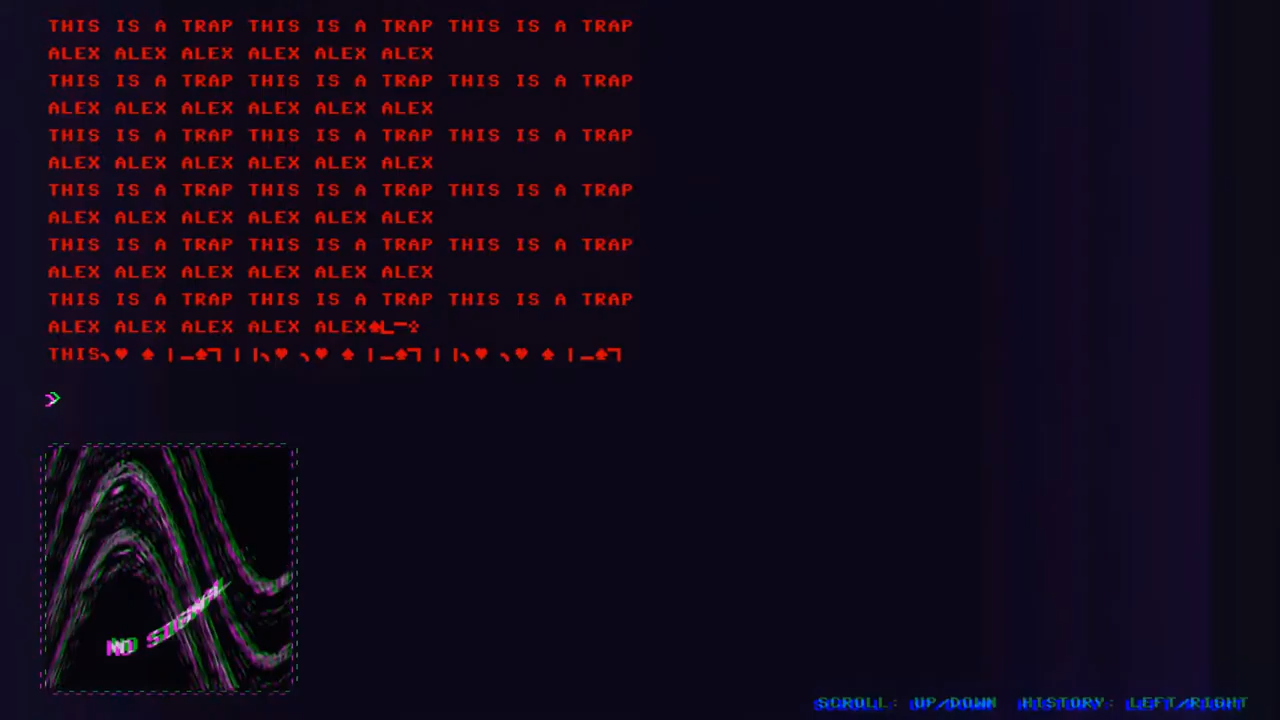 THIS IS A TRAP THIS IS A TRAP THIS IS A TRAP
ALEX ALEX ALEX ALEX ALEX ALEX
THIS IS A TRAP THIS IS A TRAP THIS IS A TRAP
ALEX ALEX ALEX ALEX ALEX ALEX
THIS IS A TRAP THIS IS A TRAP THIS IS A TRAP
ALEX ALEX ALEX ALEX ALEX ALEX
THIS IS A TRAP THIS IS A TRAP THIS IS A TRAP
ALEX ALEX ALEX ALEX ALEX ALEX
THIS IS A TRAP THIS IS A TRAP THIS IS A TRAP
ALEX ALEX ALEX ALEX ALEX ALEX
THIS IS A TRAP THIS IS A TRAP THIS IS A TRAP
ALEX ALEX ALEX ALEX ALEX
THIS
>
NO SIGNAL
SCROLL: UP/DOWN HISTORY: LEFT/RIGHT